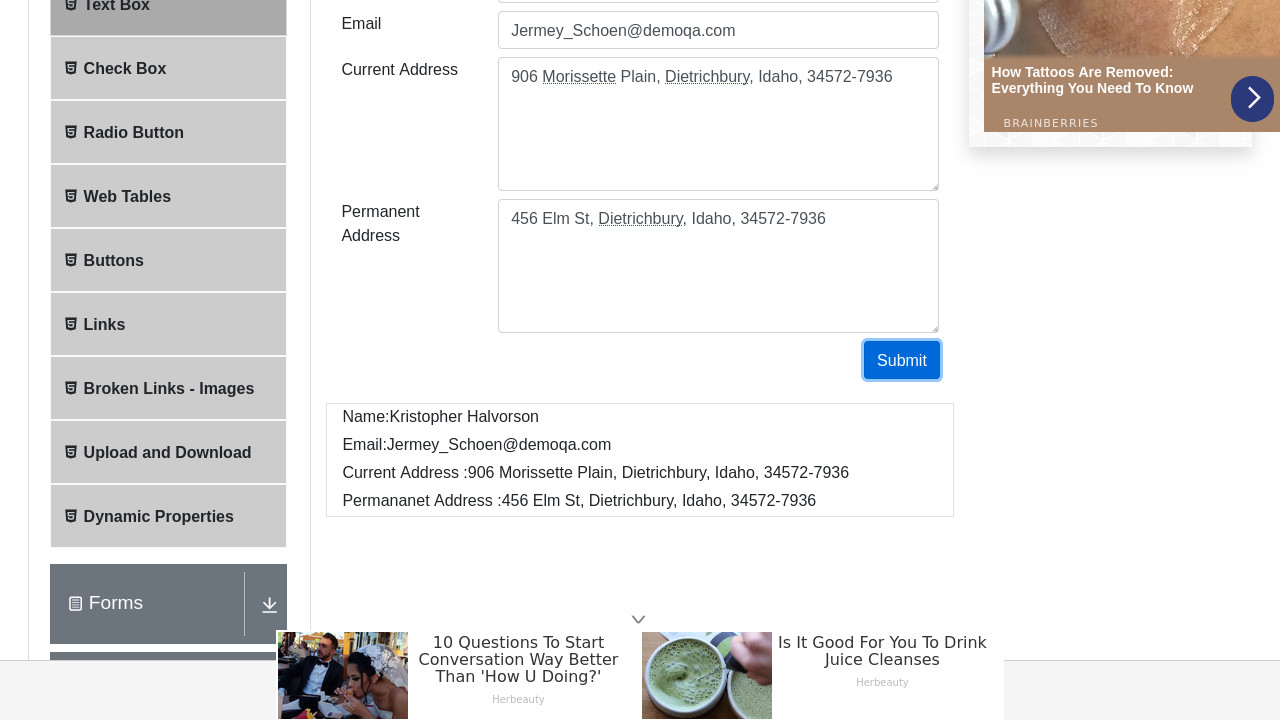 Text Box
Check Box
Radio Button
Web Tables
Buttons
Links
Broken Links - Images
Upload and Download
Dynamic Properties
Forms
Email
Jermey_Schoen@demoqa.com
Current Address
906 Morissette Plain, Dietrichbury, Idaho, 34572-7936
Permanent
Address
456 Elm St, Dietrichbury, Idaho, 34572-7936
Submit
Name:Kristopher Halvorson
Email:Jermey_Schoen@demoqa.com
Current Address :906 Morissette Plain, Dietrichbury, Idaho, 34572-7936
Permananet Address :456 Elm St, Dietrichbury, Idaho, 34572-7936
How Tattoos Are Removed:
Everything You Need To Know
BRAINBERRIES
10 Questions To Start
Conversation Way Better
Than 'How U Doing?'
Herbeauty
Is It Good For You To Drink
Juice Cleanses
Herbeauty